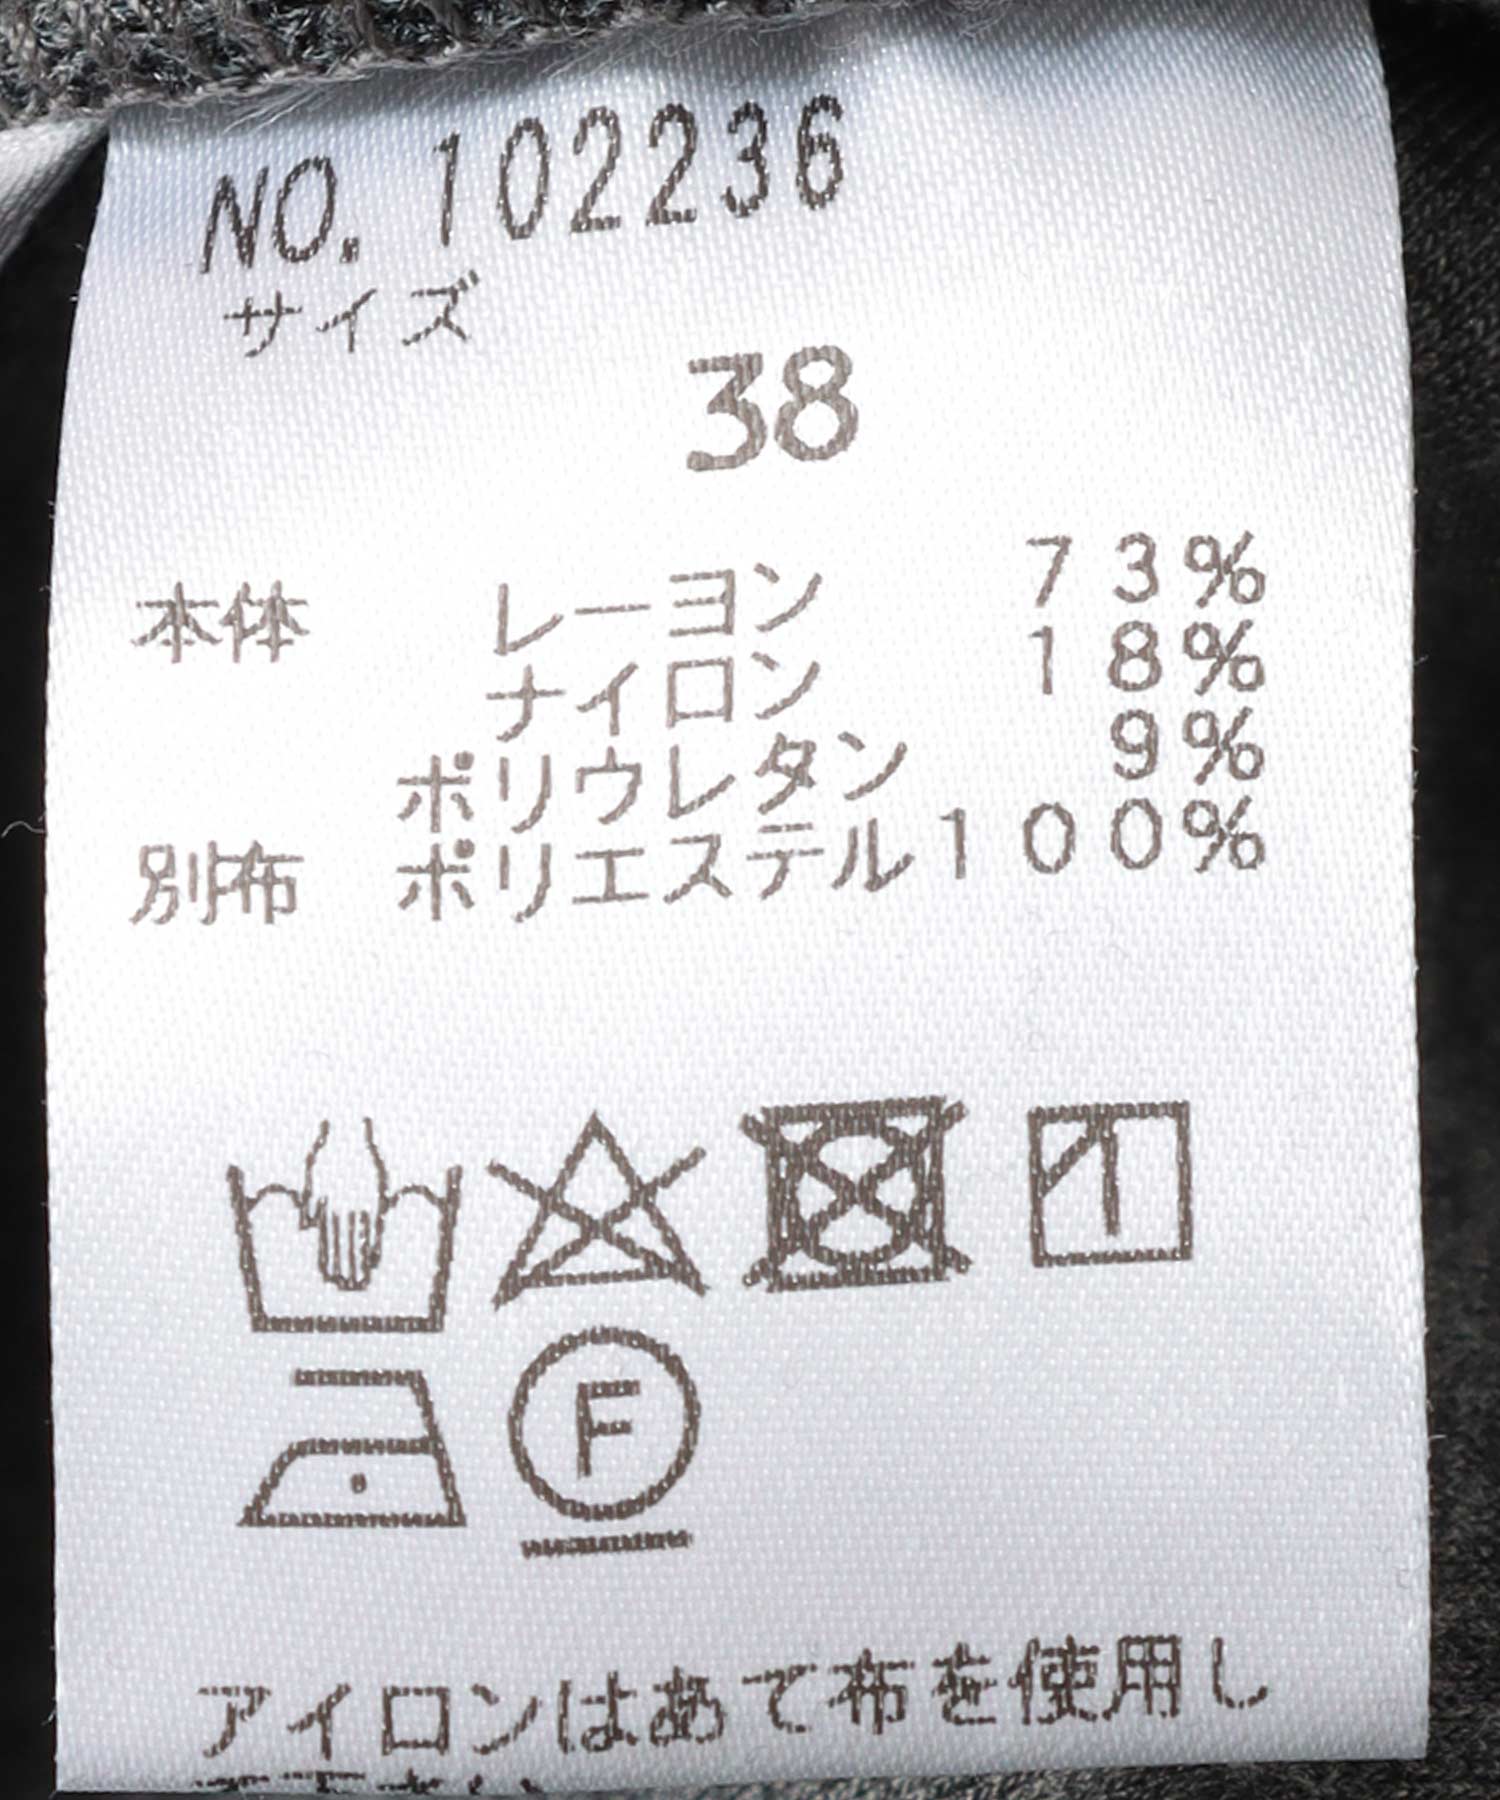 NO. 102236
サイズ
38
本体 レーヨン 73%
ナイロン 18%
ポリウレタン 9%
別布 ポリエステル100%
F
アイロンはあて布を使用し